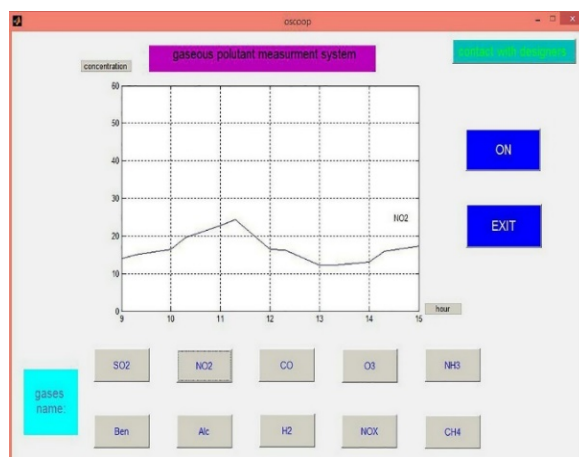 oscoop
gaseous polutant measurment system
contact with designers
concentration
60
50
40
30
20
10
0
NO2
9 10 11 12 13 14 15
hour
ON
EXIT
gases
name:
SO2 NO2 CO O3 NH3
Ben Alc H2 NOX CH4